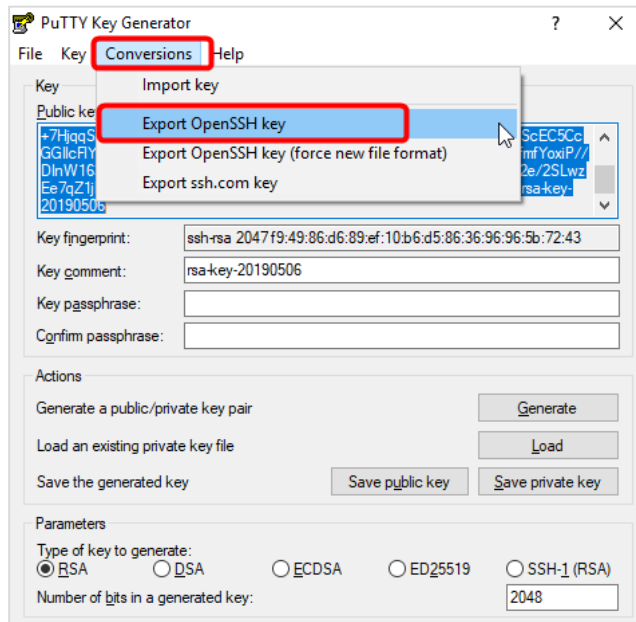 PuTTY Key Generator
? ×
File Key Conversions Help
Import key
Export OpenSSH key
Export OpenSSH key (force new file format)
Export ssh.com key
Key
Public ke
+7HjqqS ScEC5Cc
GGIlcFIY mfYoxiP//
DInW16 2e/2SLwz
Ee7qZ1j rsa-key-
20190506
Key fingerprint: ssh-rsa 2047 f9:49:86:d6:89:ef:10:b6:d5:86:36:96:96:5b:72:43
Key comment: rsa-key-20190506
Key passphrase:
Confirm passphrase:
Actions
Generate a public/private key pair Generate
Load an existing private key file Load
Save the generated key Save public key Save private key
Parameters
Type of key to generate:
RSA DSA ECDSA ED25519 SSH-1 (RSA)
Number of bits in a generated key: 2048